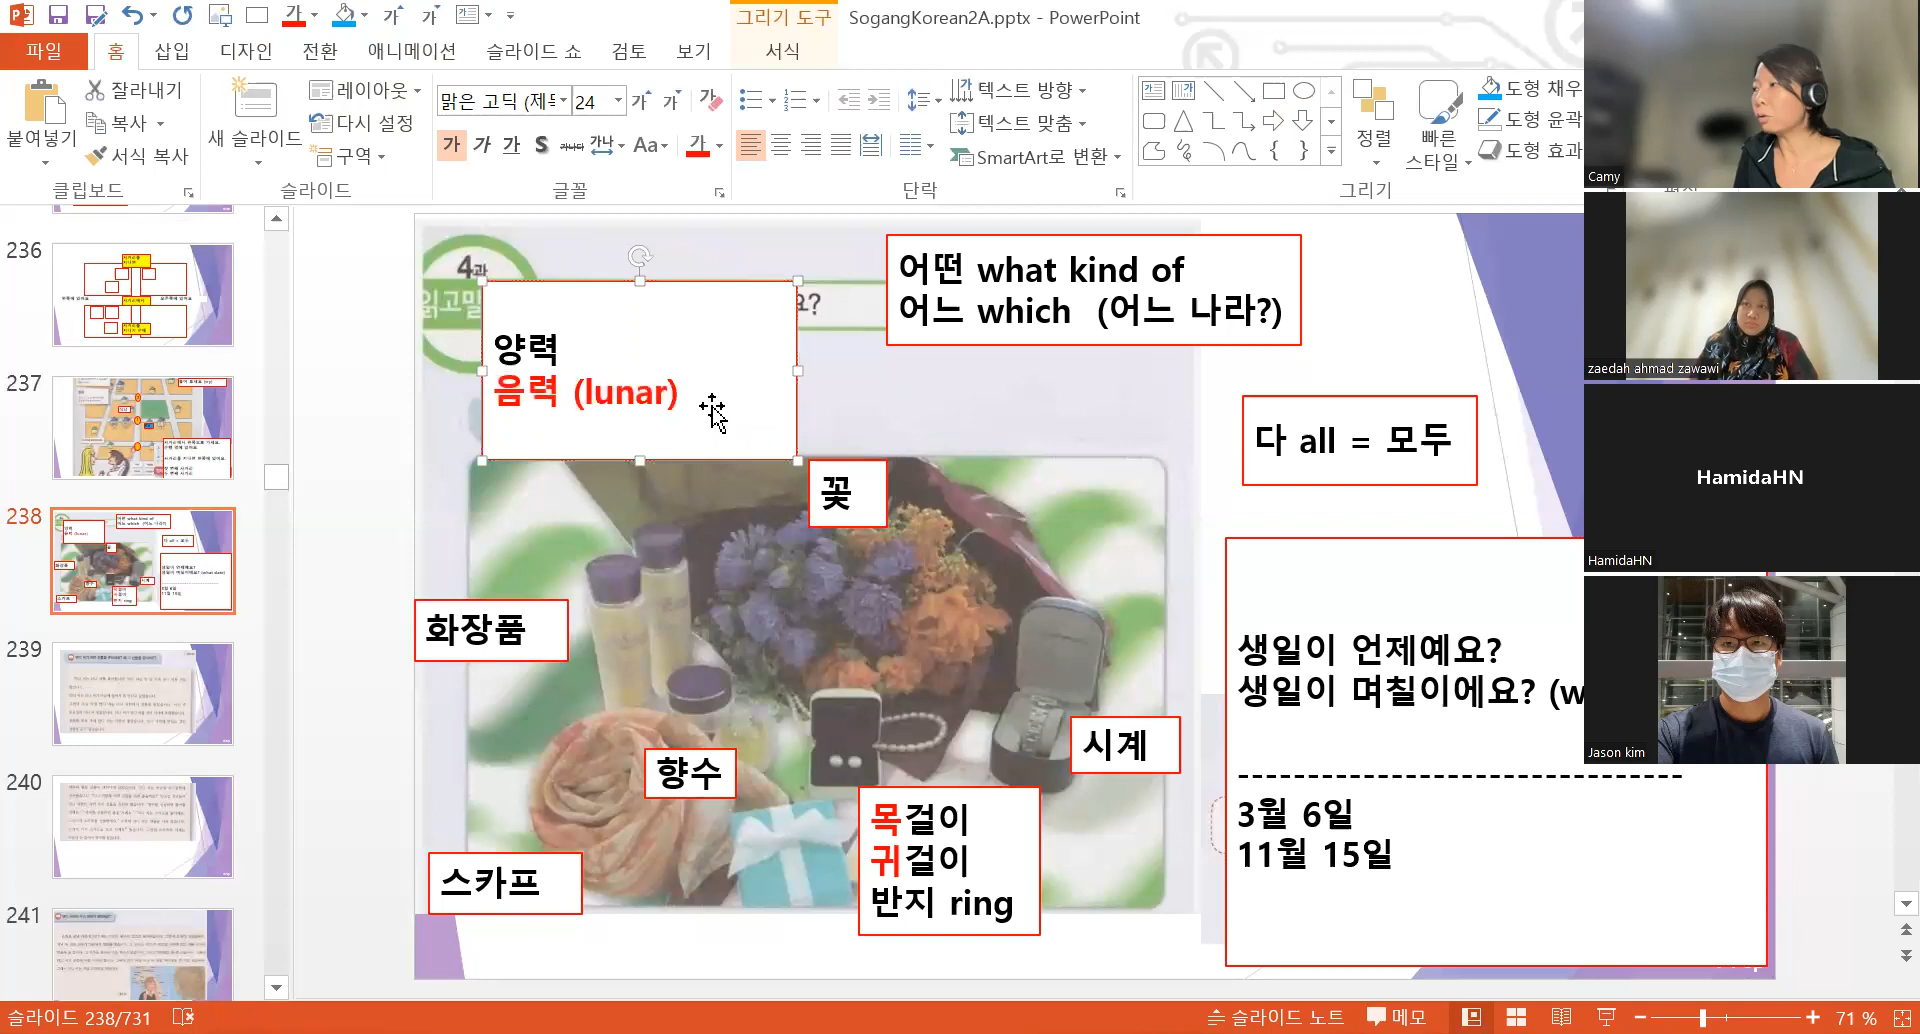 그리기 도구
SogangKorean2A.pptx - PowerPoint
파일
홈
삽입
디자인
전환
애니메이션
슬라이드 쇼
검토
보기
서식
붙여넣기
잘라내기
복사
서식 복사
클립보드
새 슬라이드
레이아웃
다시 설정
구역
슬라이드
맑은 고딕 (제목
24
글꼴
텍스트 방향
텍스트 맞춤
SmartArt로 변환
단락
정렬
빠른
스타일
도형 채우
도형 윤곽
도형 효과
그리기
Camy
zaedah ahmad zawawi
HamidaHN
HamidaHN
Jason kim
236
237
238
239
240
241
4과
읽고말
요?
양력
음력 (lunar)
어떤 what kind of
어느 which (어느 나라?)
다 all = 모두
꽃
화장품
향수
시계
스카프
목걸이
귀걸이
반지 ring
생일이 언제예요?
생일이 며칠이에요? (w
3월 6일
11월 15일
슬라이드 238/731
슬라이드 노트
메모
71 %